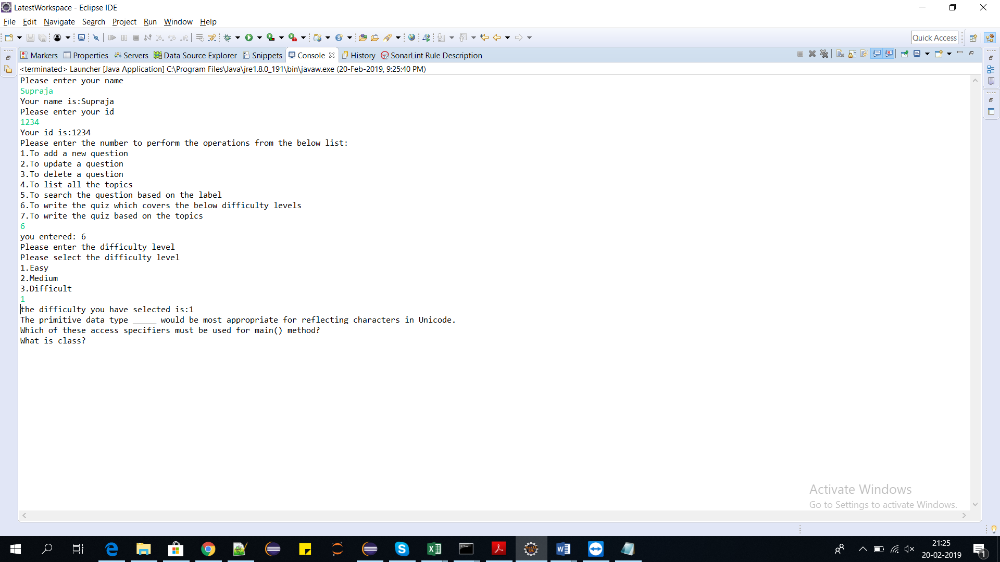 LatestWorkspace - Eclipse IDE
File Edit Navigate Search Project Run Window Help
Quick Access
Markers Properties Servers Data Source Explorer Snippets Console History SonarLint Rule Description
<terminated> Launcher [Java Application] C:\Program Files\Java\jre1.8.0_191\bin\javaw.exe (20-Feb-2019, 9:25:40 PM)
Please enter your name
Supraja
Your name is:Supraja
Please enter your id
1234
Your id is:1234
Please enter the number to perform the operations from the below list:
1.To add a new question
2.To update a question
3.To delete a question
4.To list all the topics
5.To search the question based on the label
6.To write the quiz which covers the below difficulty levels
7.To write the quiz based on the topics
6
you entered: 6
Please enter the difficulty level
Please select the difficulty level
1.Easy
2.Medium
3.Difficult
1
the difficulty you have selected is:1
The primitive data type _____ would be most appropriate for reflecting characters in Unicode.
Which of these access specifiers must be used for main() method?
What is class?
Activate Windows
Go to Settings to activate Windows.
21:25
20-02-2019
1